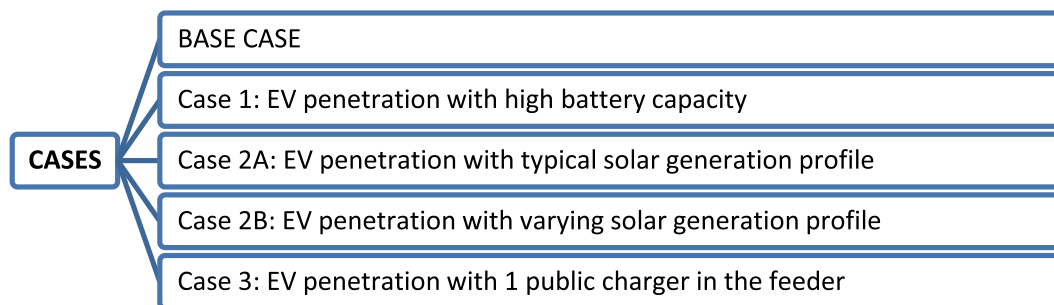 BASE CASE
Case 1: EV penetration with high battery capacity
CASES
Case 2A: EV penetration with typical solar generation profile
Case 2B: EV penetration with varying solar generation profile
Case 3: EV penetration with 1 public charger in the feeder